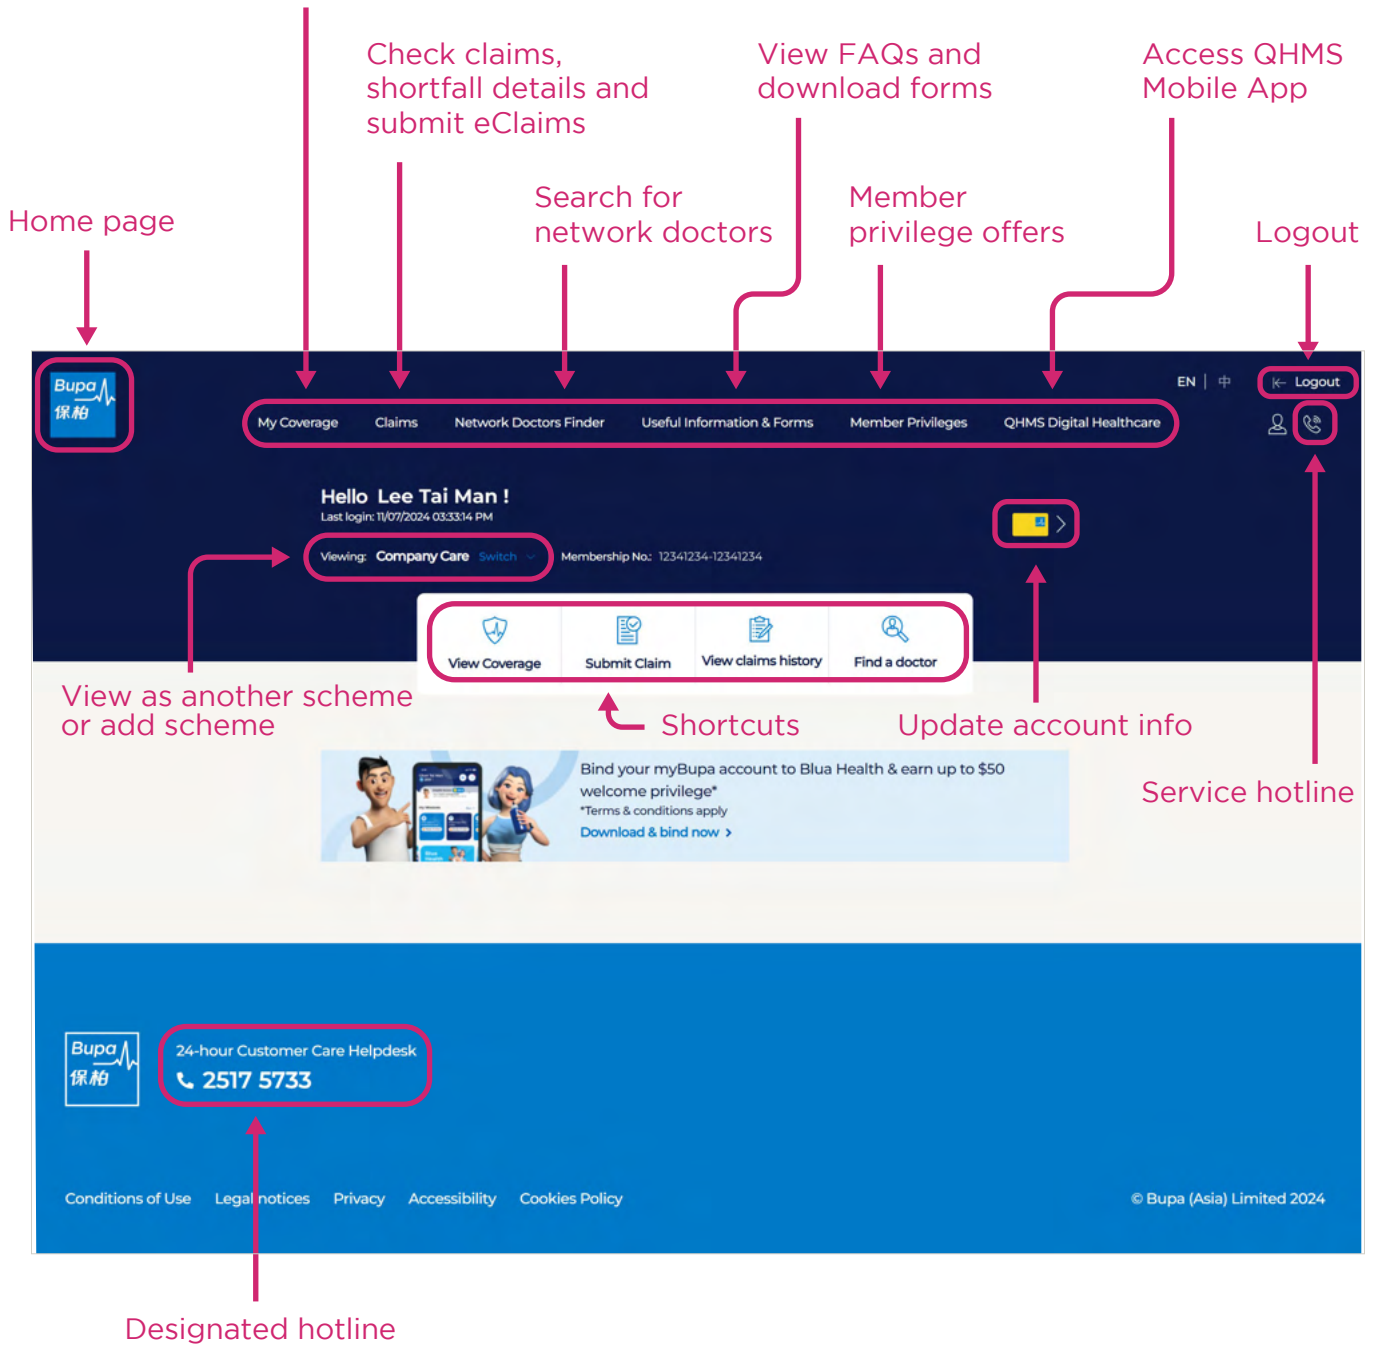 Check claims,
shortfall details and
submit eClaims
View FAQs and
download forms
Access QHMS
Mobile App
Search for
network doctors
Member
privilege offers
Home page
Logout
Bupa
保柏
EN | 中
Logout
My Coverage
Claims
Network Doctors Finder
Useful Information & Forms
Member Privileges
QHMS Digital Healthcare
Hello Lee Tai Man !
Last login: 11/07/2024 03:33:14 PM
Viewing: Company Care Switch
Membership No.: 12341234-12341234
View Coverage
Submit Claim
View claims history
Find a doctor
View as another scheme
or add scheme
Shortcuts
Update account info
Service hotline
Bind your myBupa account to Blua Health & earn up to $50
welcome privilege*
*Terms & conditions apply
Download & bind now >
Bupa
保柏
24-hour Customer Care Helpdesk
2517 5733
Conditions of Use
Legal notices
Privacy
Accessibility
Cookies Policy
© Bupa (Asia) Limited 2024
Designated hotline